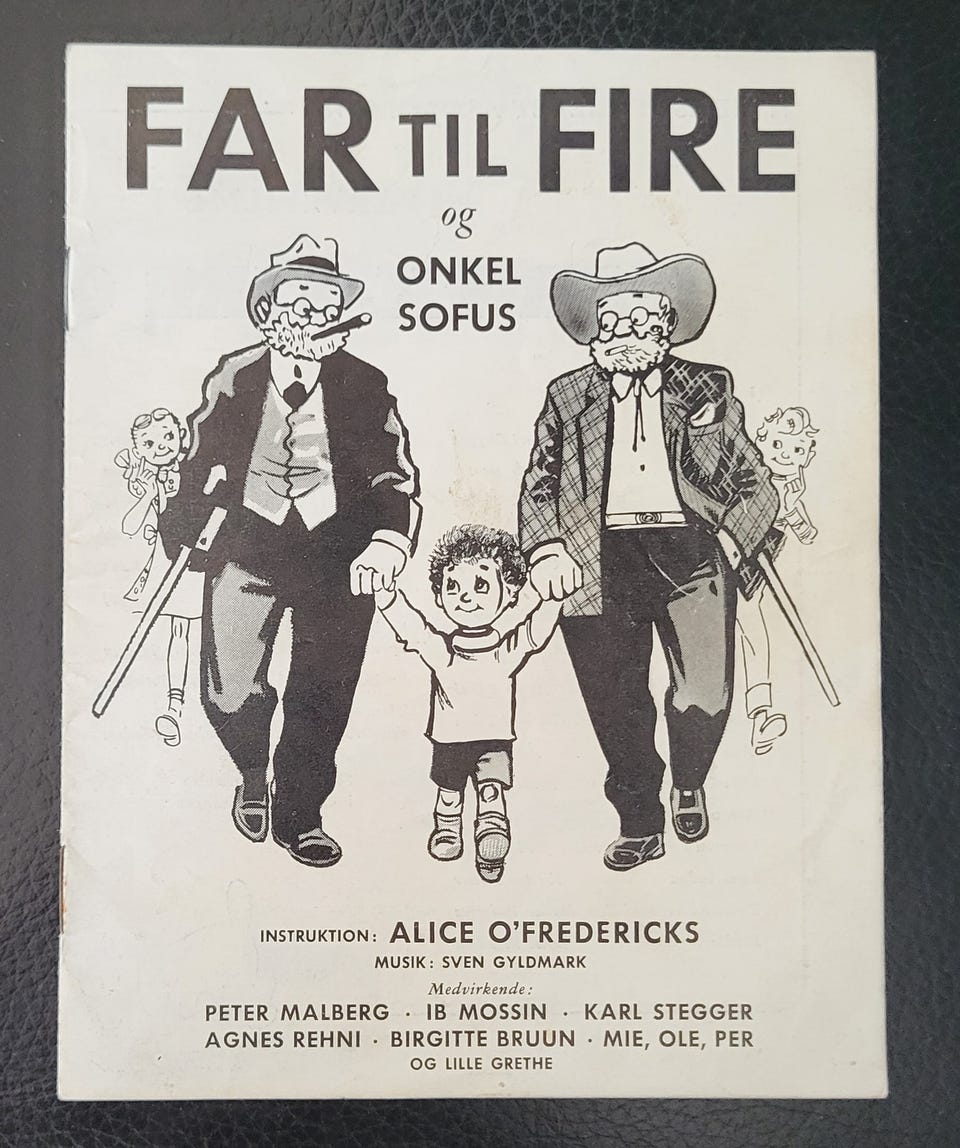 FAR TIL FIRE
og
ONKEL
SOFUS
INSTRUKTION: ALICE O'FREDERICKS
MUSIK: SVEN GYLDMARK
Medvirkende:
PETER MALBERG · IB MOSSIN · KARL STEGGER
AGNES REHNI · BIRGITTE BRUUN · MIE, OLE, PER
OG LILLE GRETHE